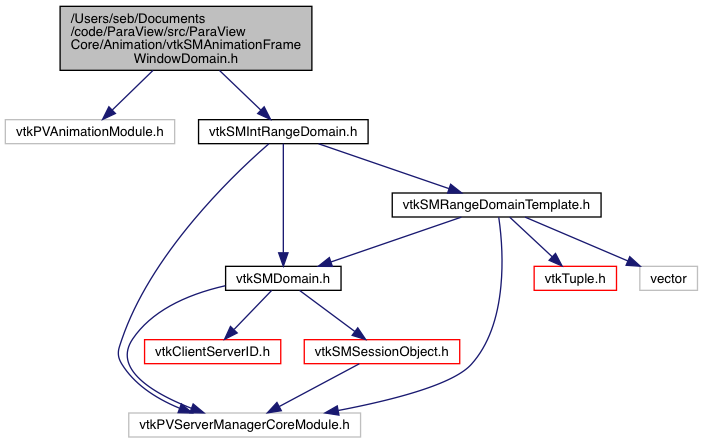 /Users/seb/Documents
/code/ParaView/src/ParaView
Core/Animation/vtkSMAnimationFrame
WindowDomain.h
vtkPVAnimationModule.h
vtkSMIntRangeDomain.h
vtkSMRangeDomainTemplate.h
vtkSMDomain.h
vtkTuple.h
vector
vtkClientServerID.h
vtkSMSessionObject.h
vtkPVServerManagerCoreModule.h